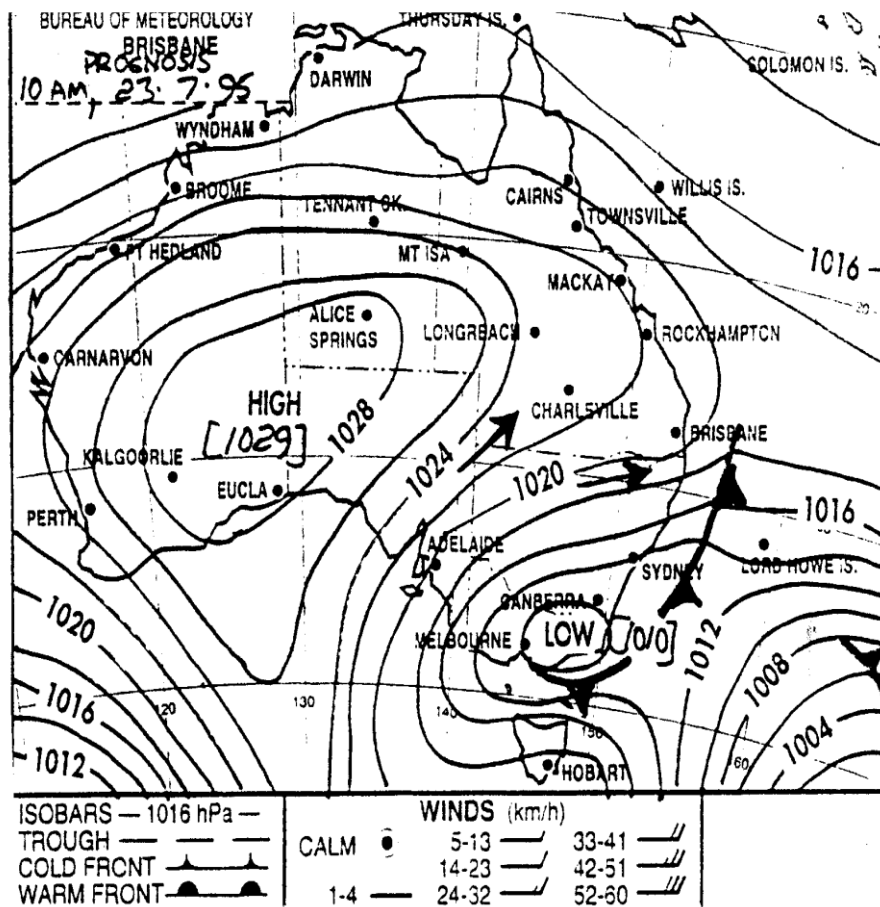 BUREAU OF METEOROLOGY
BRISBANE
PROGNOSIS
10 AM, 23·7·95
THURSDAY IS.
SOLOMON IS.
DARWIN
WYNDHAM
BROOME
CAIRNS
WILLIS IS.
TENNANT CK.
TOWNSVILLE
PT HEDLAND
MT ISA
1016
MACKAY
20
ALICE
SPRINGS
LONGREACH
ROCKHAMPTON
CARNARVON
HIGH
[1029]
1028
CHARLSVILLE
BRISBANE
KALGOORLIE
1024
EUCLA
1020
1016
PERTH
ADELAIDE
SYDNEY
LORD HOWE IS.
CANBERRA
1020
MELBOURNE
LOW
[1010]
1012
1008
1016
120
130
140
150
1004
1012
HOBART
60
ISOBARS — 1016 hPa —
TROUGH
COLD FRONT
WARM FRONT
WINDS (km/h)
CALM
5-13
33-41
14-23
42-51
1-4
24-32
52-60